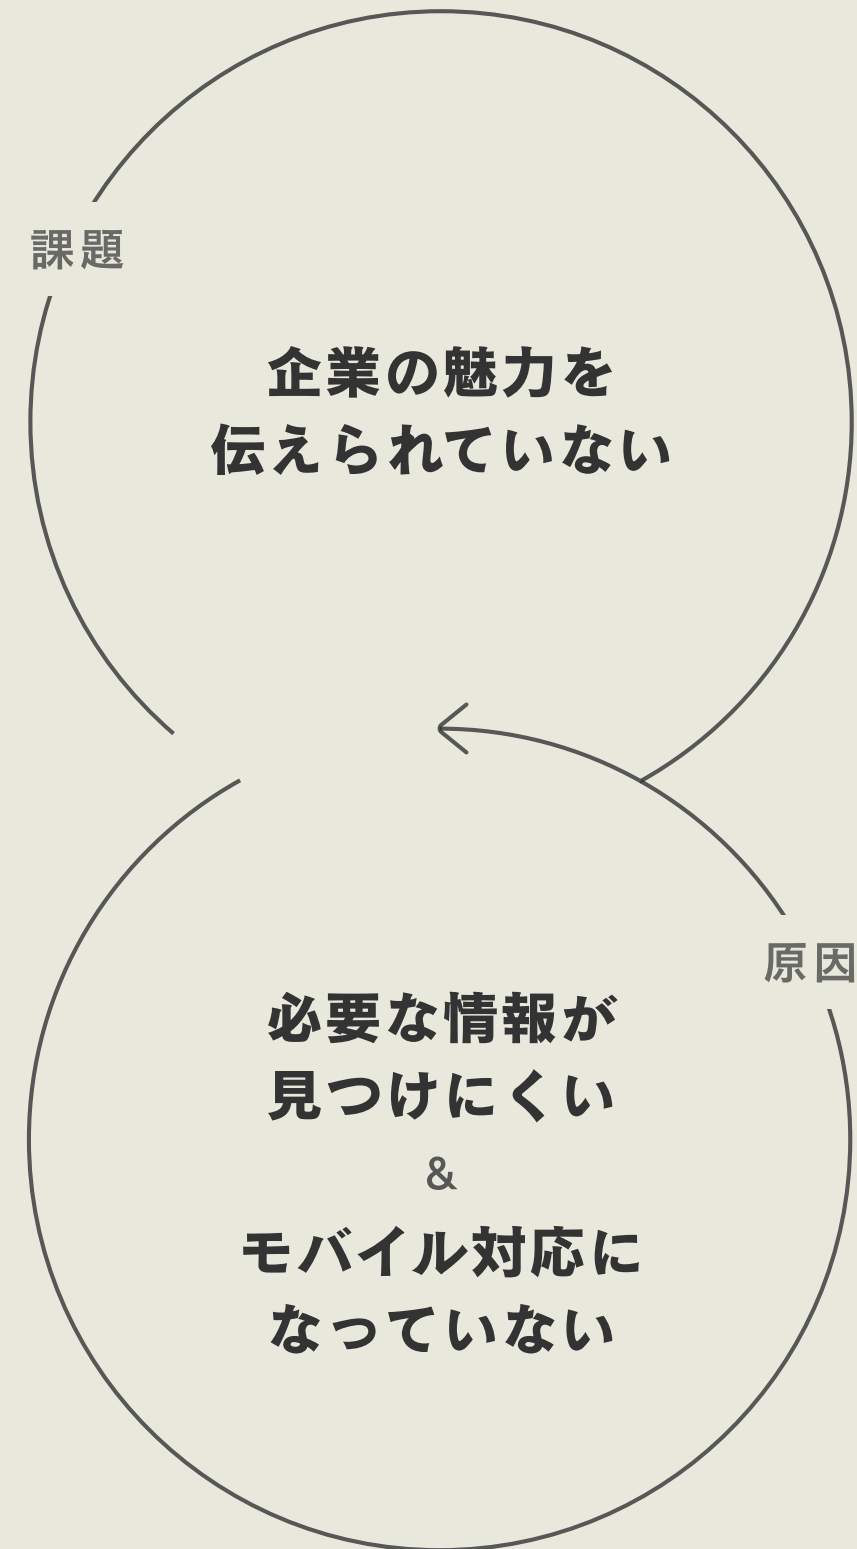 課題
企業の魅力を
伝えられていない
原因
必要な情報が
見つけにくい
&
モバイル対応に
なっていない